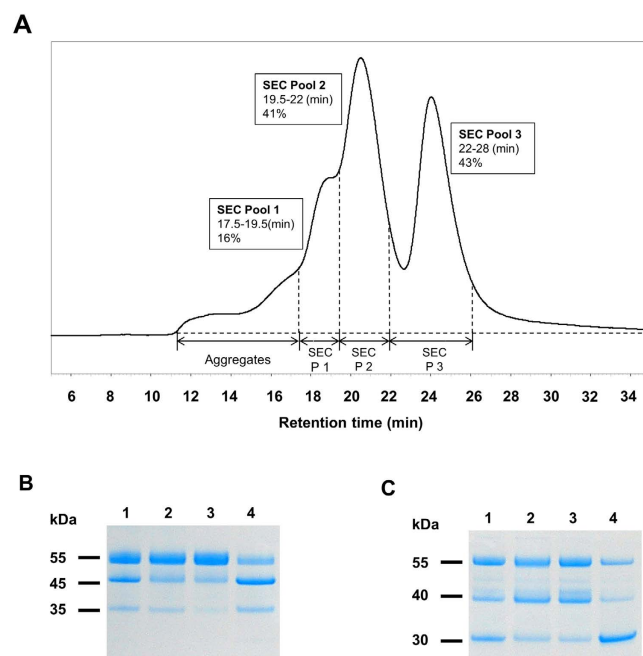 A
SEC Pool 2
19.5-22 (min)
41%
SEC Pool 3
22-28 (min)
43%
SEC Pool 1
17.5-19.5(min)
16%
Aggregates
SEC
P 1
SEC
P 2
SEC
P 3
6 8 10 12 14 16 18 20 22 24 26 28 30 32 34
Retention time (min)
B
kDa
1 2 3 4
55
45
35
C
kDa
1 2 3 4
55
40
30